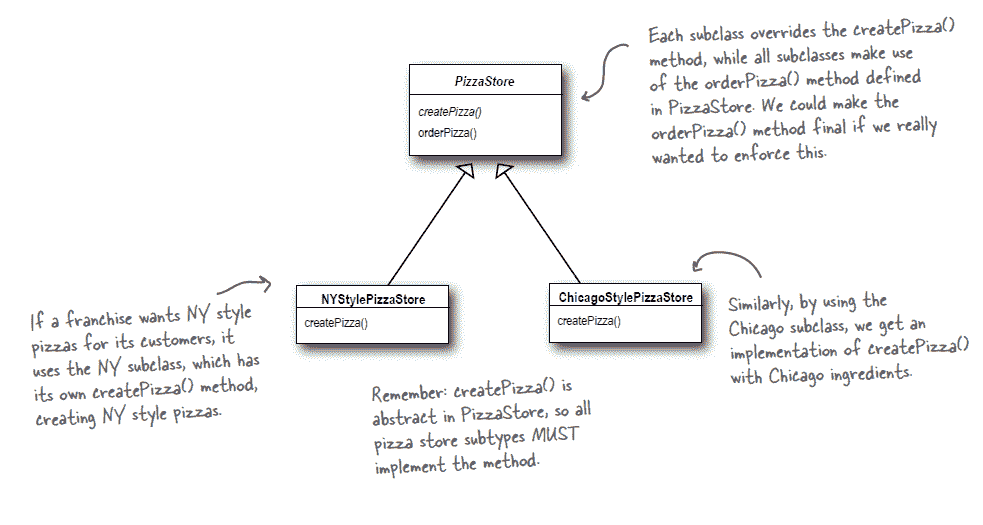 Each subclass overrides the createPizza()
method, while all subclasses make use
of the orderPizza() method defined
in PizzaStore. We could make the
orderPizza() method final if we really
wanted to enforce this.
PizzaStore
createPizza()
orderPizza()
If a franchise wants NY style
pizzas for its customers, it
uses the NY subclass, which has
its own createPizza() method,
creating NY style pizzas.
NYStylePizzaStore
createPizza()
ChicagoStylePizzaStore
createPizza()
Similarly, by using the
Chicago subclass, we get an
implementation of createPizza()
with Chicago ingredients.
Remember: createPizza() is
abstract in PizzaStore, so all
pizza store subtypes MUST
implement the method.